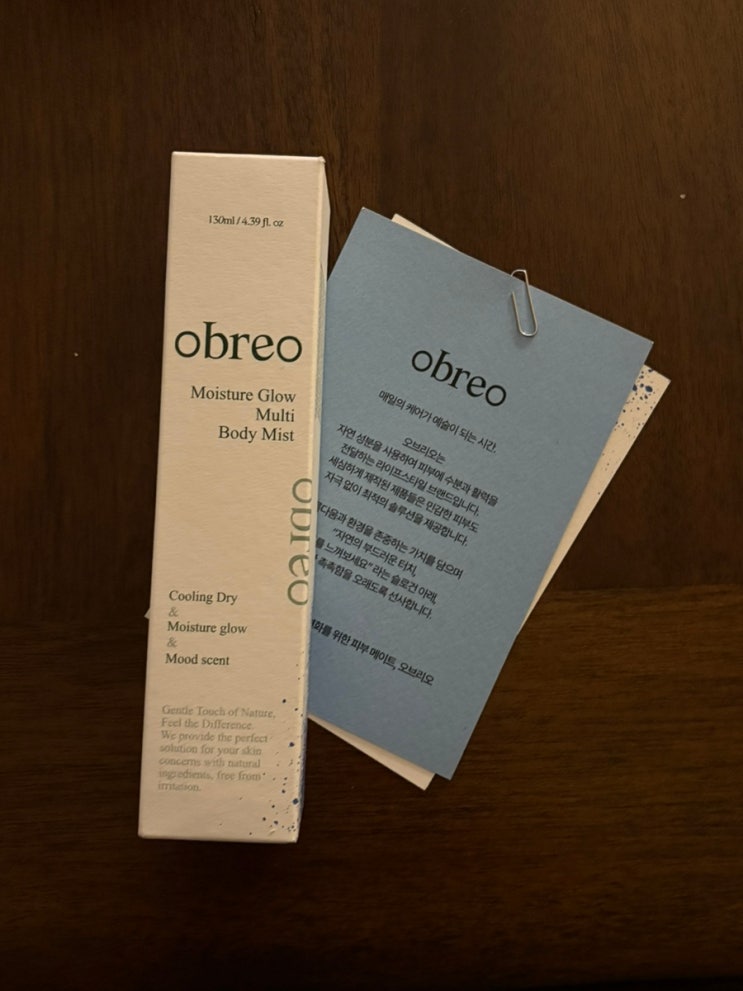 130ml / 4.39 fl. oz
obreo
Moisture Glow
Multi
Body Mist
obreo
Cooling Dry
&
Moisture glow
&
Mood scent
Gentle Touch of Nature,
Feel the Difference.
We provide the perfect
solution for your skin
concerns with natural
ingredients, free from
irritation.
obreo
매일의 케어가 예술이 되는 시간.
오브리오는
자연 성분을 사용하여 피부에 수분과 활력을
전달하는 라이프스타일 브랜드입니다.
세심하게 제작된 제품들은 민감한 피부도
자극 없이 최적의 솔루션을 제공합니다.
환경을 존중하는 가치를 담으며
“자연의 부드러운 터치,
느껴보세요” 라는 슬로건 아래,
촉촉함을 오래도록 선사합니다.
위한 피부 메이트, 오브리오